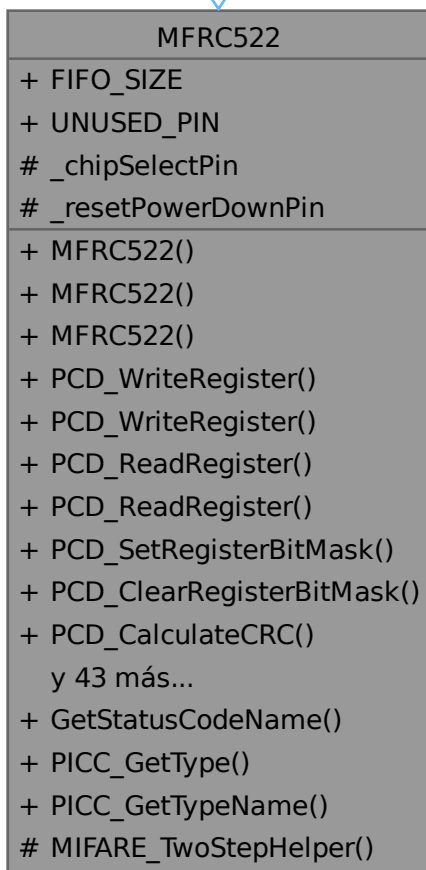 MFRC522
+ FIFO_SIZE
+ UNUSED_PIN
# _chipSelectPin
# _resetPowerDownPin
+ MFRC522()
+ MFRC522()
+ MFRC522()
+ PCD_WriteRegister()
+ PCD_WriteRegister()
+ PCD_ReadRegister()
+ PCD_ReadRegister()
+ PCD_SetRegisterBitMask()
+ PCD_ClearRegisterBitMask()
+ PCD_CalculateCRC()
y 43 más...
+ GetStatusCodeName()
+ PICC_GetType()
+ PICC_GetTypeName()
# MIFARE_TwoStepHelper()